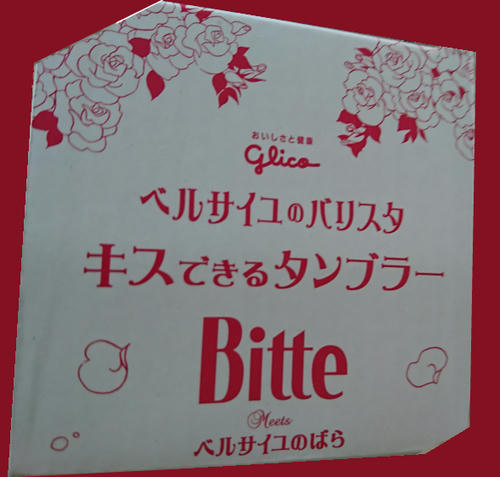 おいしさと健康
Glico
ベルサイユのバリスタ
キスできるタンブラー
Bitte
Meets
ベルサイユのばら